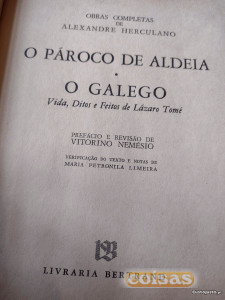 OBRAS COMPLETAS
DE
ALEXANDRE HERCULANO
O PÁROCO DE ALDEIA
•
O GALEGO
Vida, Ditos e Feitos de Lázaro Tomé
PREFÁCIO E REVISÃO DE
VITORINO NEMÉSIO
VERIFICAÇÃO DO TEXTO E NOTAS DE
MARIA PETRONILA LIMEIRA
LIVRARIA BERTRAND
coisas